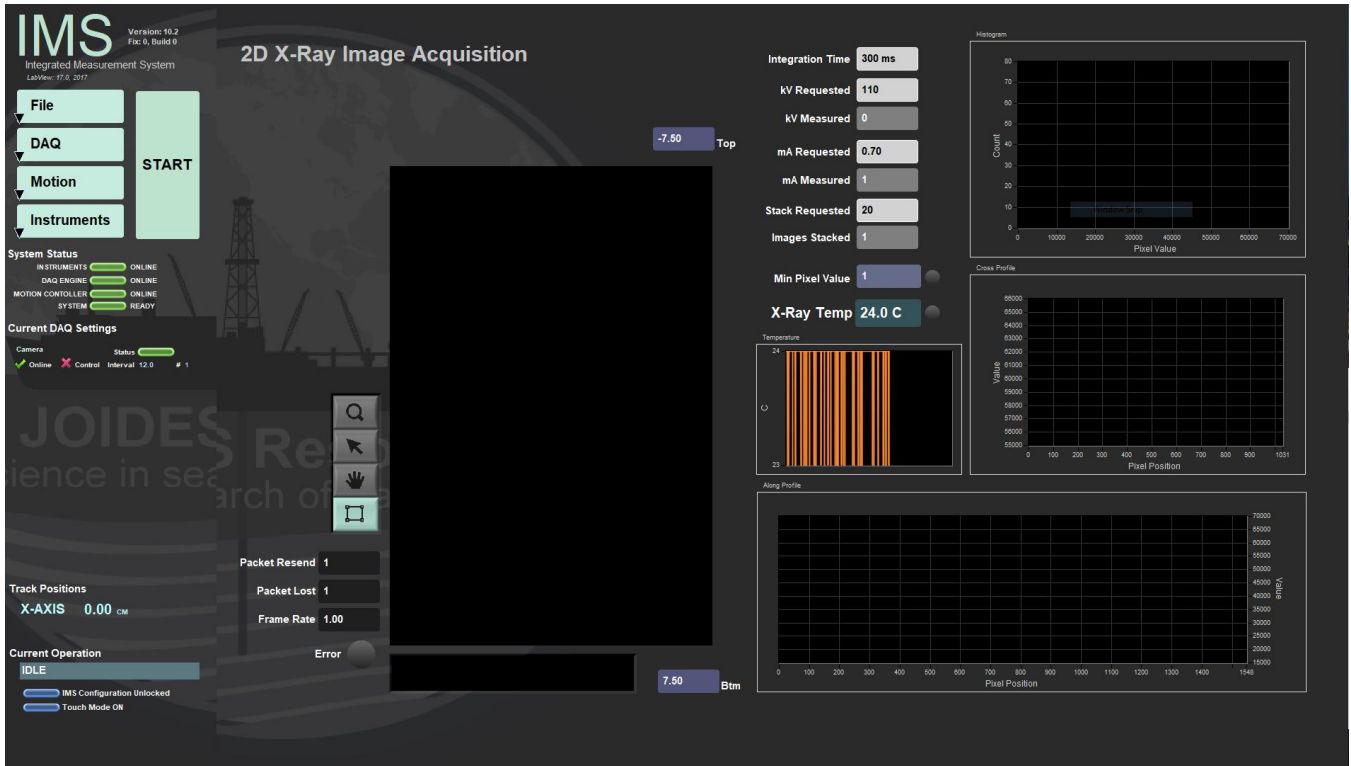 IMS
Version: 10.2
Fix: 0, Build 0
Integrated Measurement System
LabView: 17.0, 2017
File
DAQ
Motion
Instruments
START
System Status
INSTRUMENTS ONLINE
DAQ ENGINE ONLINE
MOTION CONTOLLER ONLINE
SYSTEM READY
Current DAQ Settings
Camera Status
Online Control Interval 12.0 # 1
JOIDES Reso
cience in sea
arch of
Track Positions
X-AXIS 0.00 CM
Current Operation
IDLE
IMS Configuration Unlocked
Touch Mode ON
2D X-Ray Image Acquisition
-7.50 Top
Packet Resend 1
Packet Lost 1
Frame Rate 1.00
Error
7.50 Btm
Integration Time 300 ms
kV Requested 110
kV Measured 0
mA Requested 0.70
mA Measured 1
Stack Requested 20
Images Stacked 1
Min Pixel Value 1
X-Ray Temp 24.0 C
Temperature
24
C
23
Histogram
80
70
60
50
40
30
20
10
0
Count
0 10000 20000 30000 40000 50000 60000 70000
Pixel Value
Cross Profile
66000
65000
64000
63000
62000
61000
60000
59000
58000
57000
56000
55000
Value
0 100 200 300 400 500 600 700 800 900 1031
Pixel Position
Along Profile
70000
65000
60000
55000
50000
45000
40000
35000
30000
25000
20000
15000
Value
0 100 200 300 400 500 600 700 800 900 1000 1100 1200 1300 1400 1548
Pixel Position